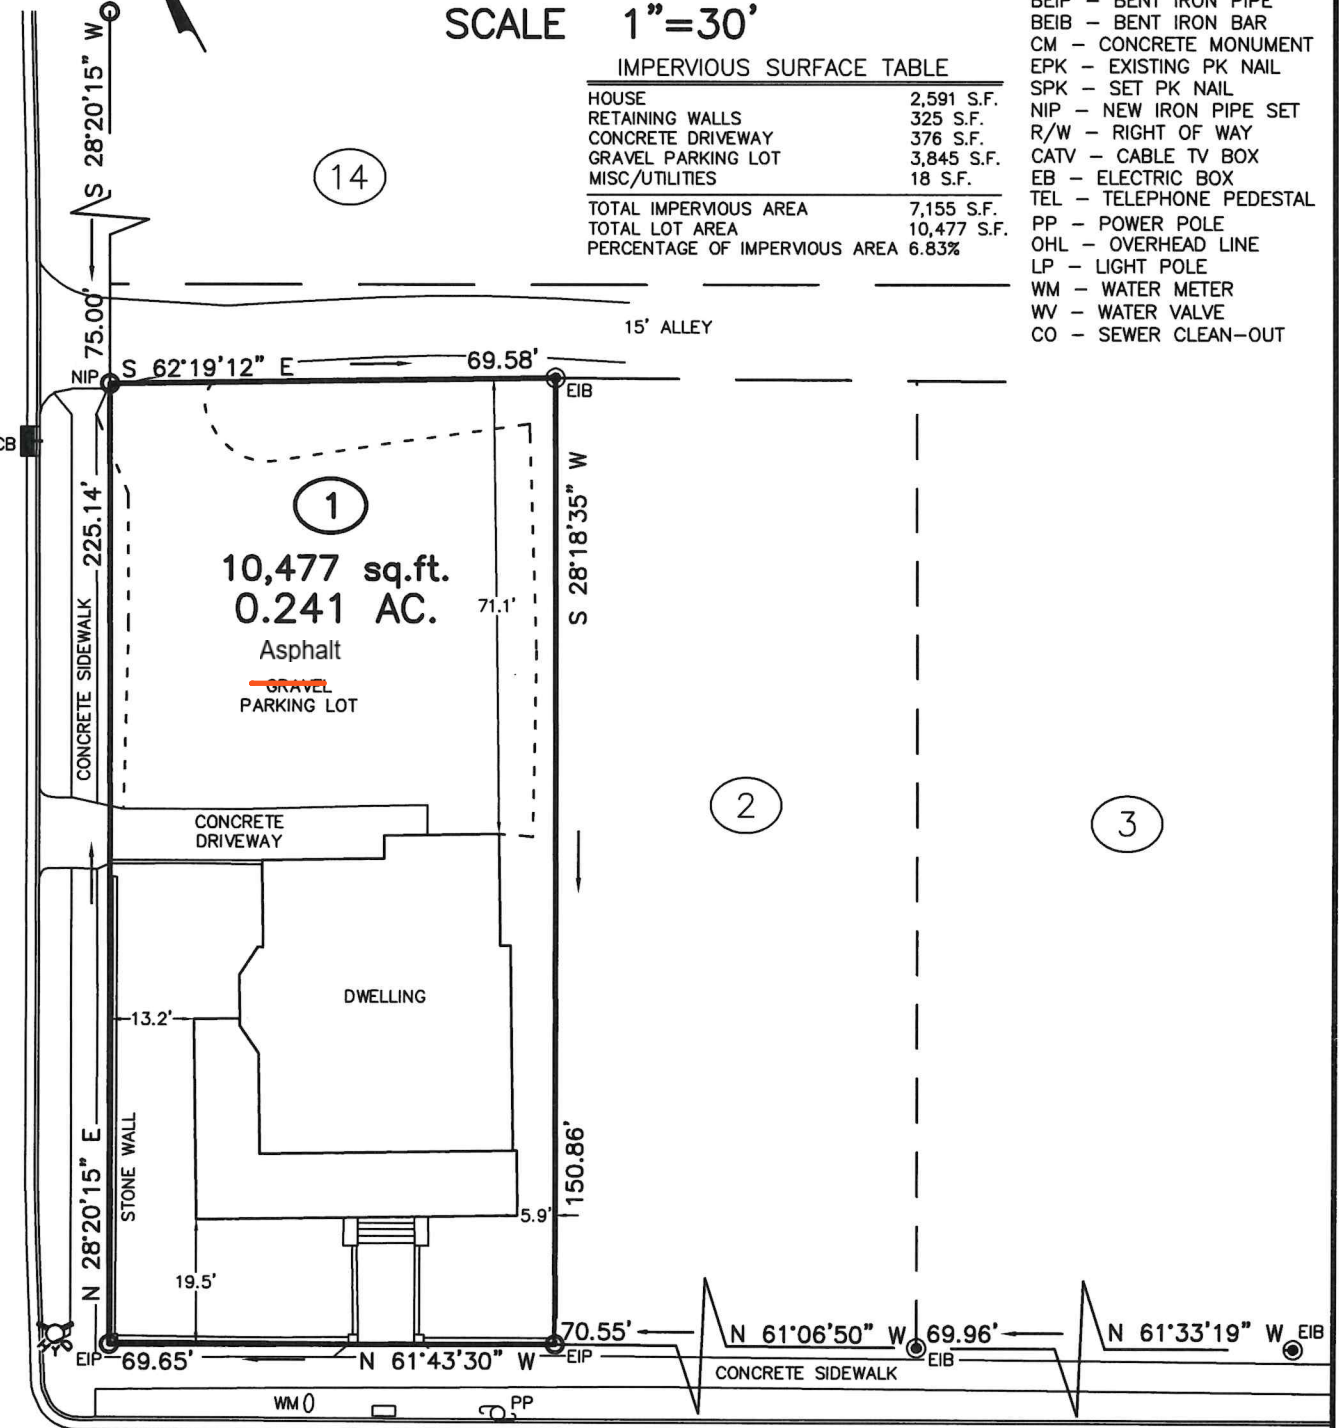 SCALE 1"=30'
IMPERVIOUS SURFACE TABLE
HOUSE 2,591 S.F.
RETAINING WALLS 325 S.F.
CONCRETE DRIVEWAY 376 S.F.
GRAVEL PARKING LOT 3,845 S.F.
MISC/UTILITIES 18 S.F.
TOTAL IMPERVIOUS AREA 7,155 S.F.
TOTAL LOT AREA 10,477 S.F.
PERCENTAGE OF IMPERVIOUS AREA 6.83%
BEIP - BENT IRON PIPE
BEIB - BENT IRON BAR
CM - CONCRETE MONUMENT
EPK - EXISTING PK NAIL
SPK - SET PK NAIL
NIP - NEW IRON PIPE SET
R/W - RIGHT OF WAY
CATV - CABLE TV BOX
EB - ELECTRIC BOX
TEL - TELEPHONE PEDESTAL
PP - POWER POLE
OHL - OVERHEAD LINE
LP - LIGHT POLE
WM - WATER METER
WV - WATER VALVE
CO - SEWER CLEAN-OUT
S 28°20'15" W
75.00'
14
15' ALLEY
NIP
S 62°19'12" E 69.58'
EIB
CB
225.14'
N 28°20'15" E
CONCRETE SIDEWALK
1
10,477 sq.ft.
0.241 AC.
Asphalt
GRAVEL
PARKING LOT
71.1'
S 28°18'35" W
150.86'
2
3
CONCRETE
DRIVEWAY
DWELLING
13.2'
STONE WALL
5.9'
19.5'
EIP
69.65'
N 61°43'30" W
EIP
70.55'
N 61°06'50" W
EIB
69.96'
N 61°33'19" W
EIB
CONCRETE SIDEWALK
WM
PP